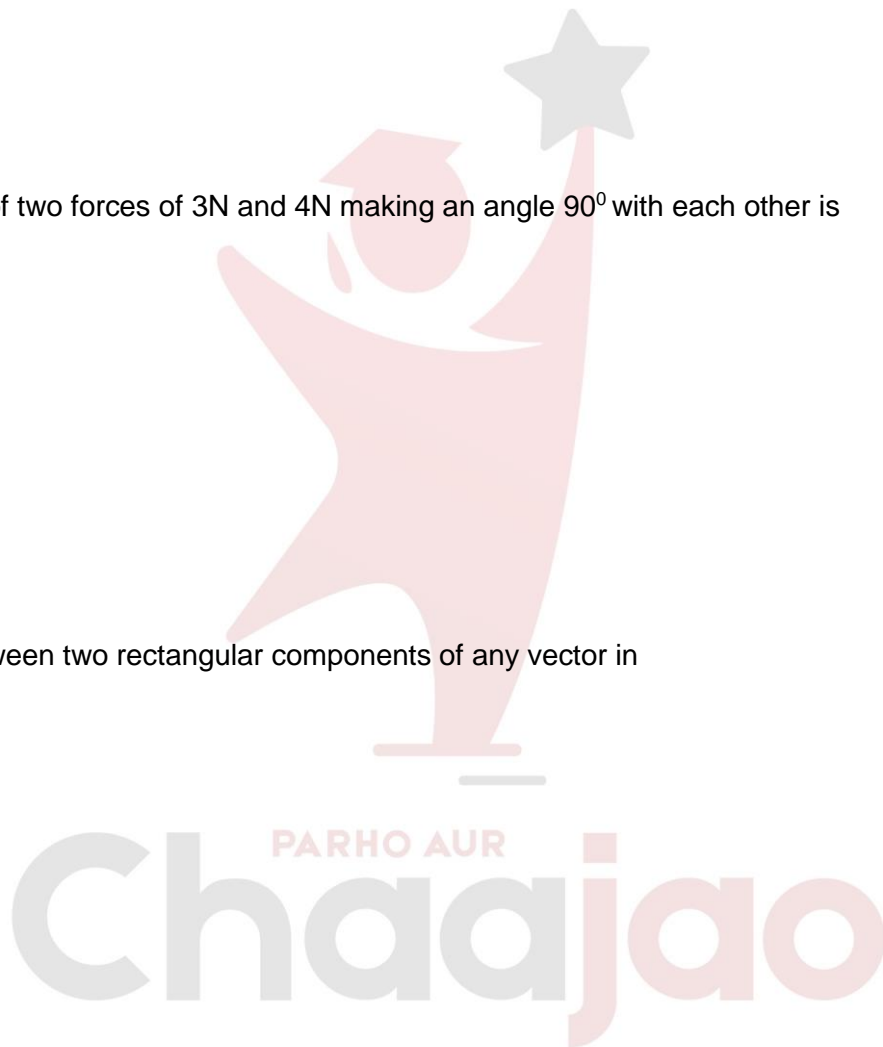 f two forces of 3N and 4N making an angle 90⁰ with each other is
ween two rectangular components of any vector in
PARHO AUR
Chaajao